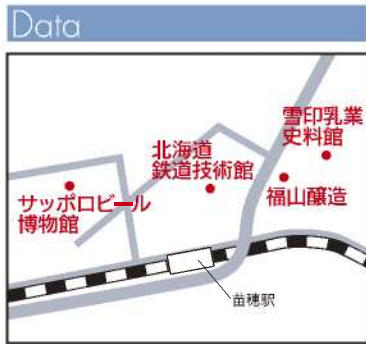 Data
雪印乳業
史料館
北海道
鉄道技術館
福山醸造
サッポロビール
博物館
苗穂駅